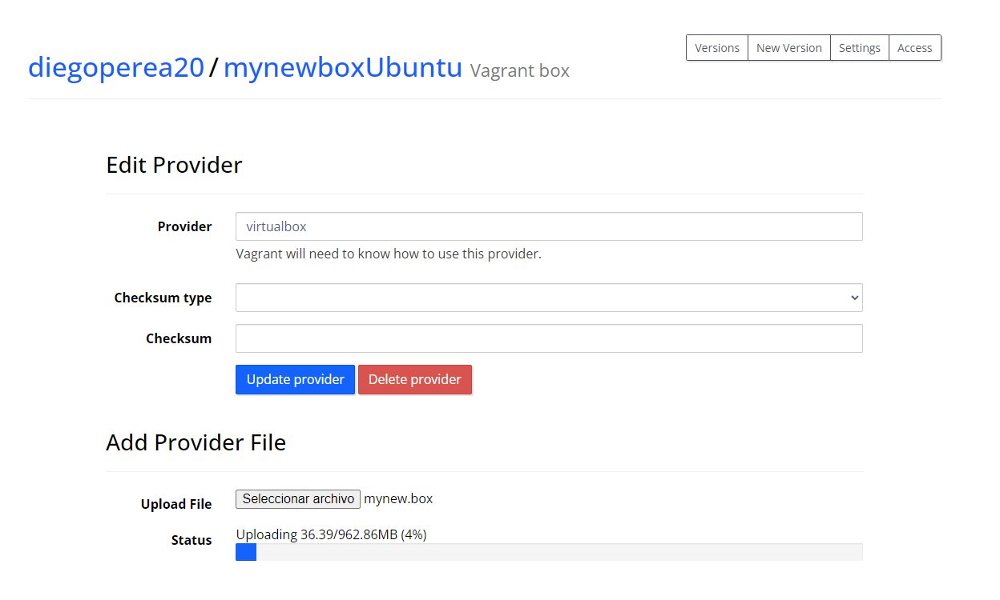 diegoperea20 / mynewboxUbuntu Vagrant box
Versions New Version Settings Access
Edit Provider
Provider virtualbox
Vagrant will need to know how to use this provider.
Checksum type
Checksum
Update provider Delete provider
Add Provider File
Upload File Seleccionar archivo mynew.box
Status Uploading 36.39/962.86MB (4%)